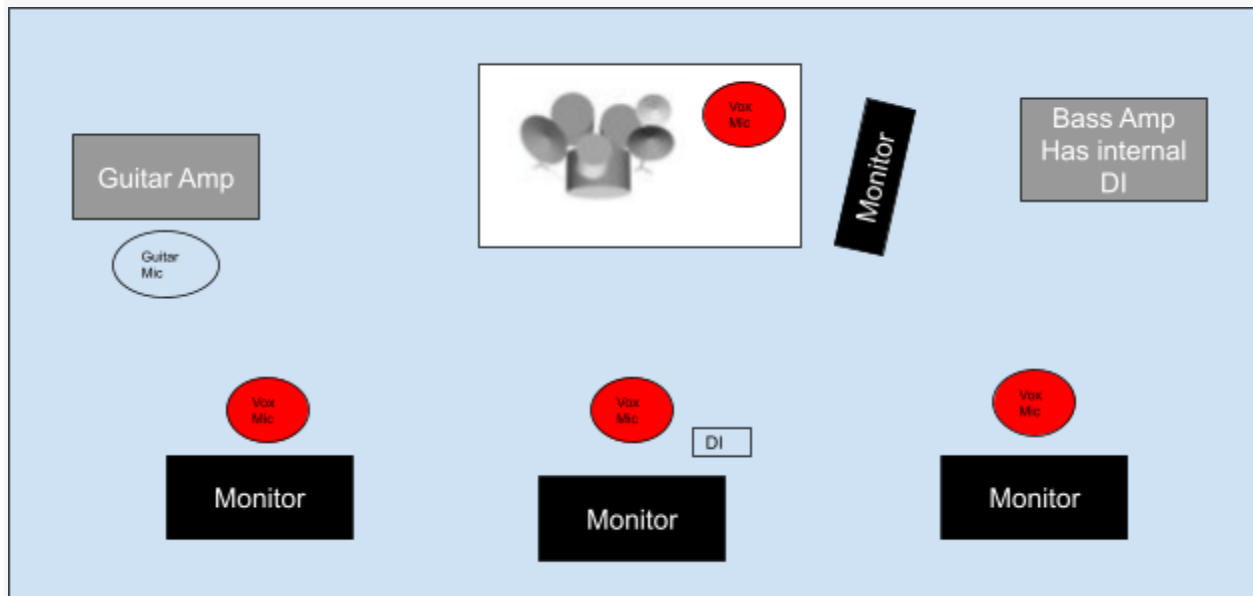 Vox
Mic
Monitor
Bass Amp
Has internal
DI
Guitar Amp
Guitar
Mic
Vox
Mic
Vox
Mic
Vox
Mic
DI
Monitor
Monitor
Monitor